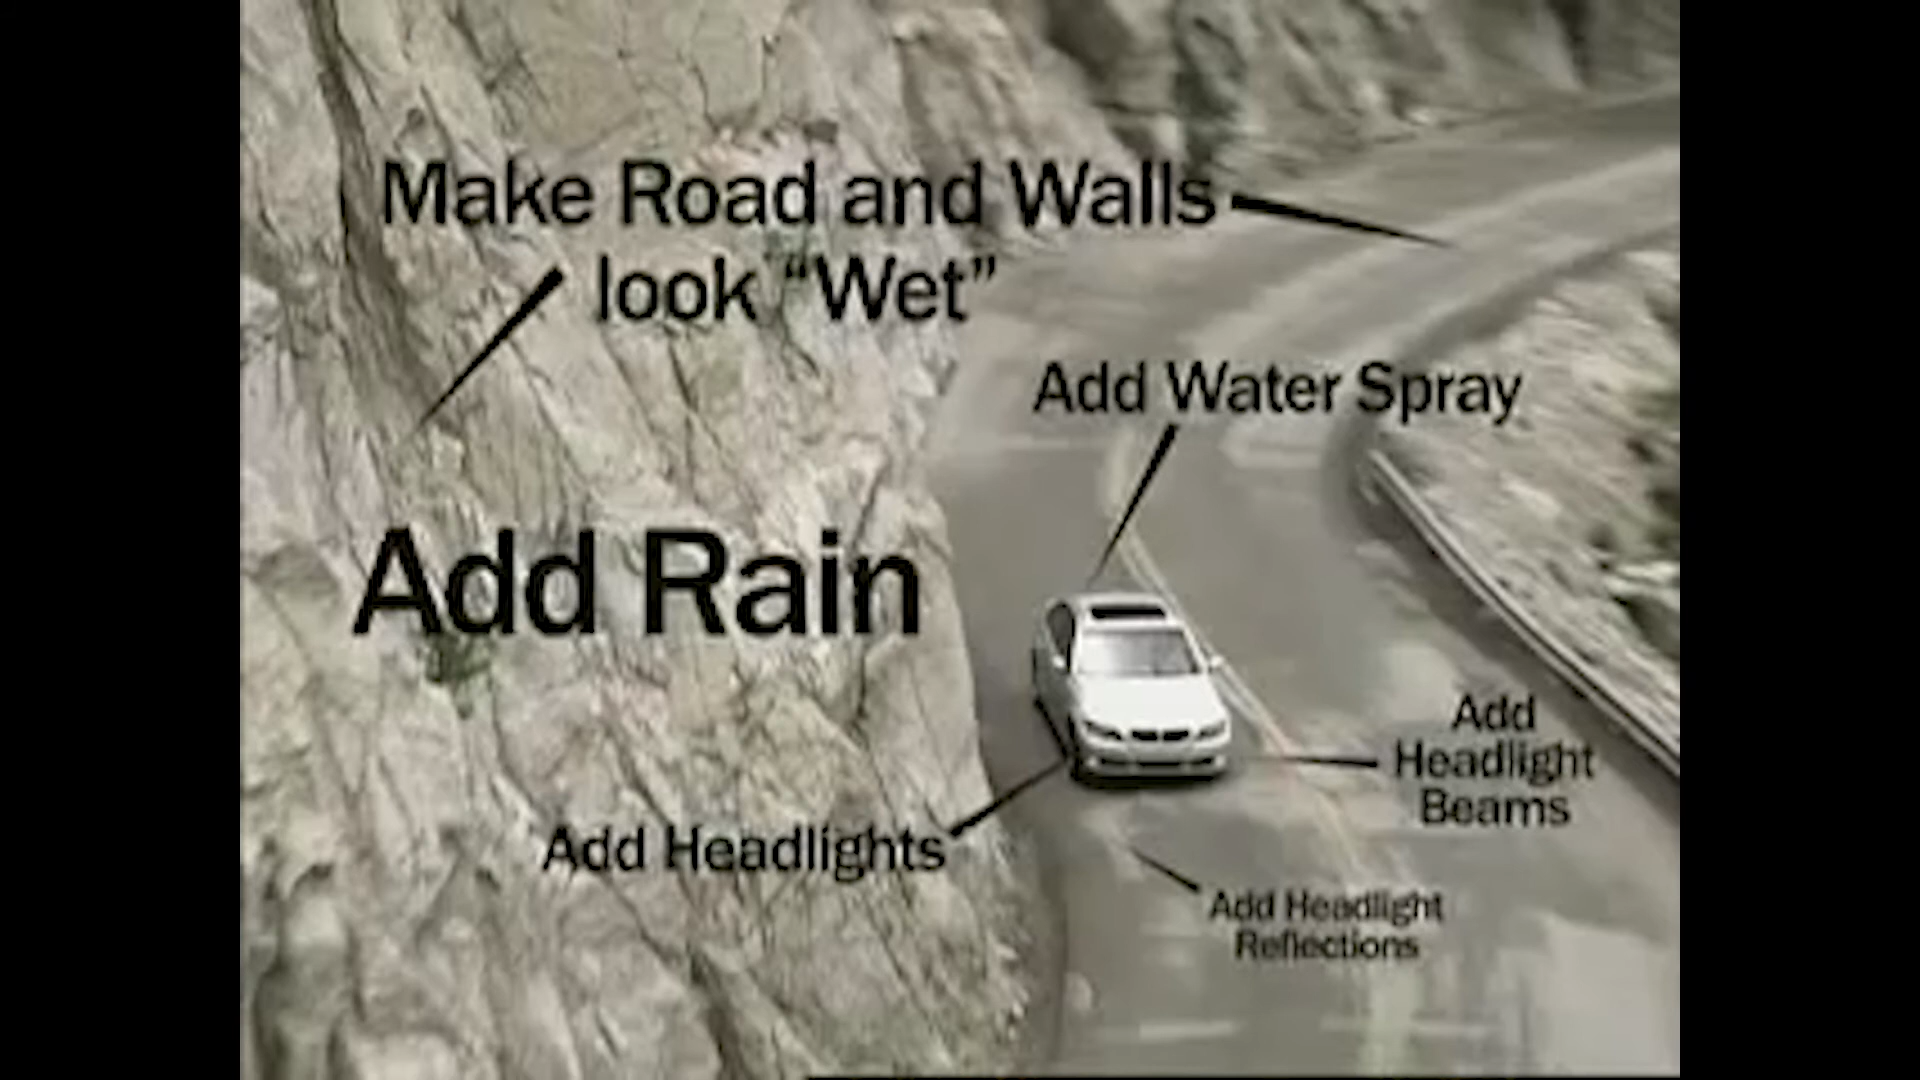 Make Road and Walls
look “Wet”
Add Water Spray
Add Rain
Add
Headlight
Beams
Add Headlights
Add Headlight
Reflections